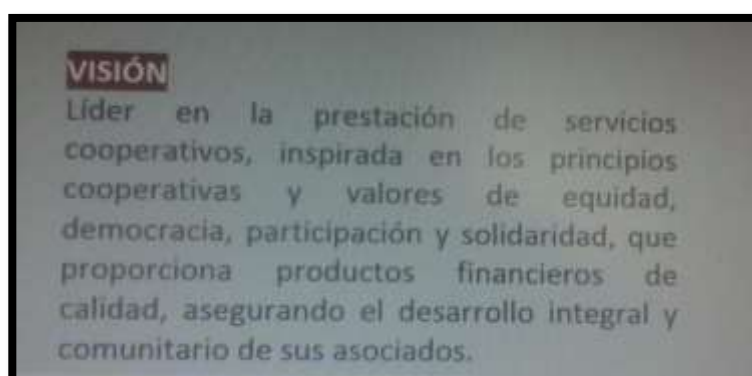 VISIÓN
Líder en la prestación de servicios
cooperativos, inspirada en los principios
cooperativas y valores de equidad,
democracia, participación y solidaridad, que
proporciona productos financieros de
calidad, asegurando el desarrollo integral y
comunitario de sus asociados.